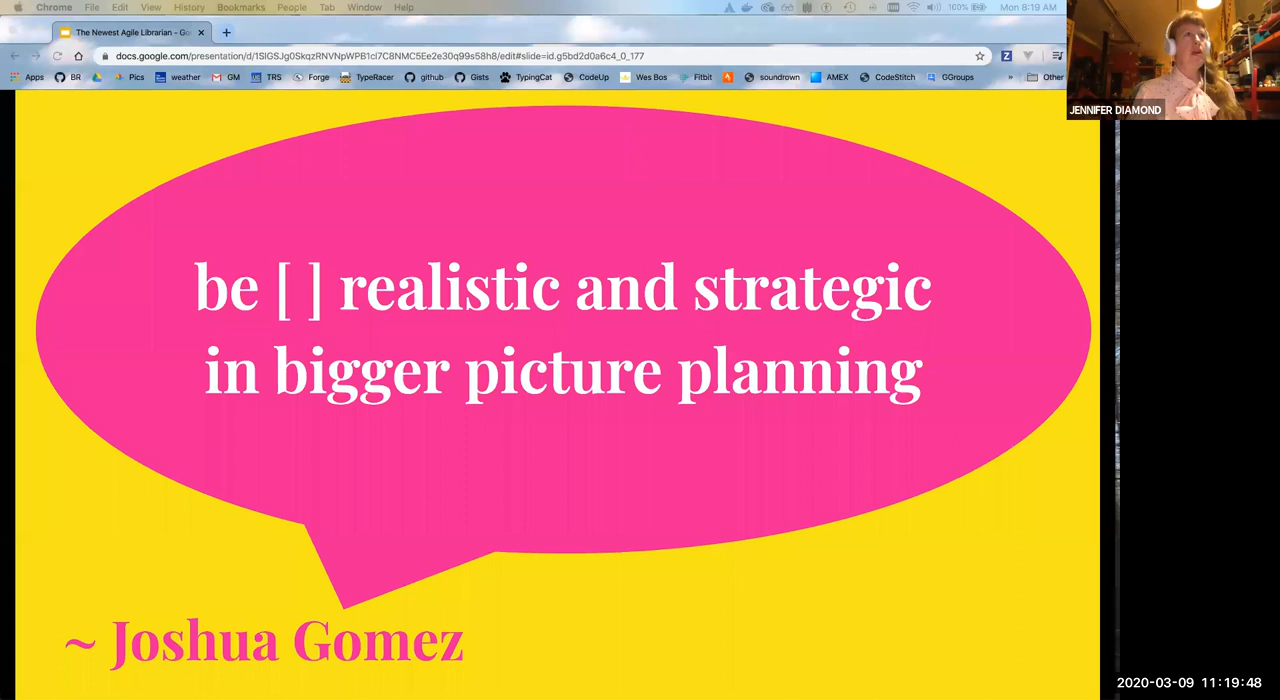 Chrome File Edit View History Bookmarks People Tab Window Help 100% Mon 8:19 AM
The Newest Agile Librarian - Go
docs.google.com/presentation/d/1SlGSJg0SkqzRNVNpWPB1cl7C8NMC5Ee2e30q99s58h8/edit#slide=id.g5bd2d0a6c4_0_177
Apps BR Pics weather GM TRS Forge TypeRacer github Gists TypingCat CodeUp Wes Bos Fitbit soundrown AMEX CodeStitch GGroups » Other
JENNIFER DIAMOND
be [ ] realistic and strategic
in bigger picture planning
~ Joshua Gomez
2020-03-09 11:19:48